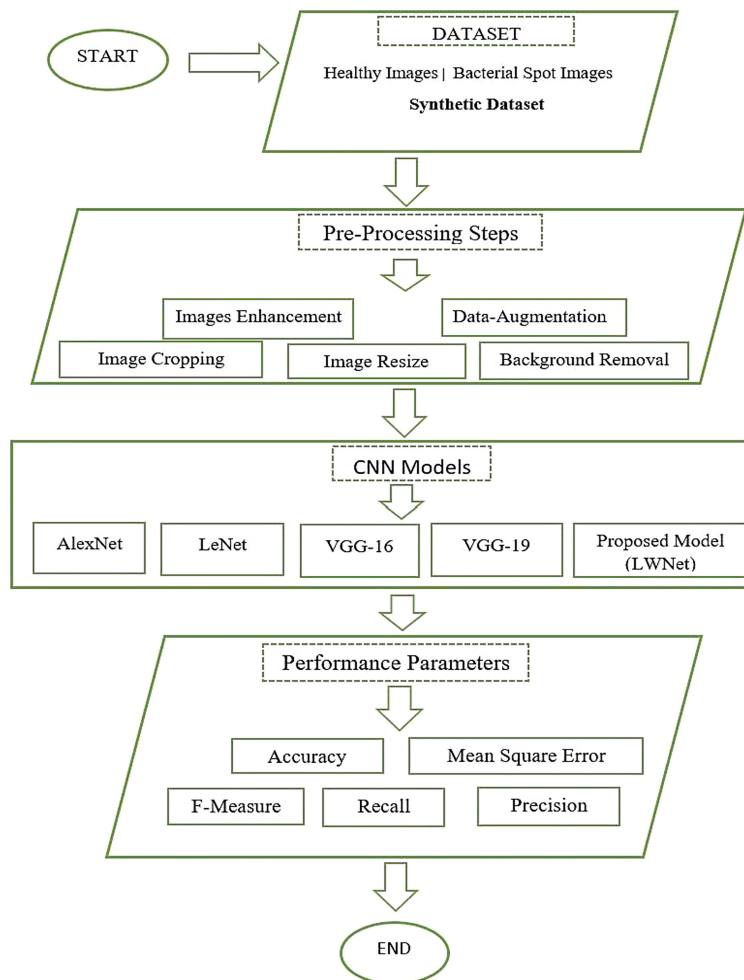 START
DATASET
Healthy Images | Bacterial Spot Images
Synthetic Dataset
Pre-Processing Steps
Images Enhancement
Data-Augmentation
Image Cropping
Image Resize
Background Removal
CNN Models
AlexNet
LeNet
VGG-16
VGG-19
Proposed Model
(LWNet)
Performance Parameters
Accuracy
Mean Square Error
F-Measure
Recall
Precision
END